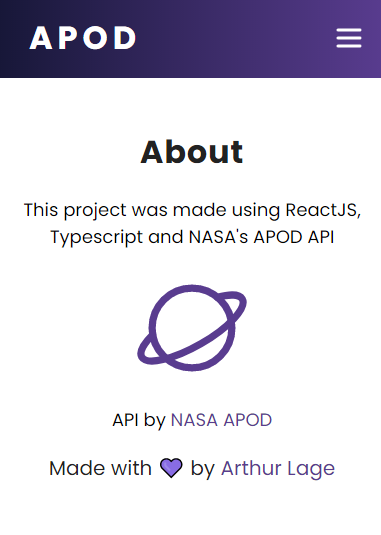 APOD
About
This project was made using ReactJS,
Typescript and NASA's APOD API
API by NASA APOD
Made with 💜 by Arthur Lage